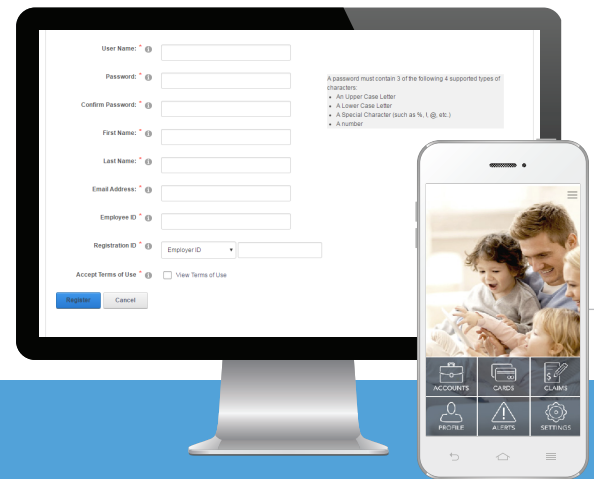 User Name: *
Password: *
Confirm Password: *
First Name: *
Last Name: *
Email Address: *
Employee ID *
Registration ID *
Employer ID
Accept Terms of Use *
View Terms of Use
Register
Cancel
A password must contain 3 of the following 4 supported types of
characters:
• An Upper Case Letter
• A Lower Case Letter
• A Special Character (such as %, !, @, etc.)
• A number
ACCOUNTS
CARDS
CLAIMS
PROFILE
ALERTS
SETTINGS